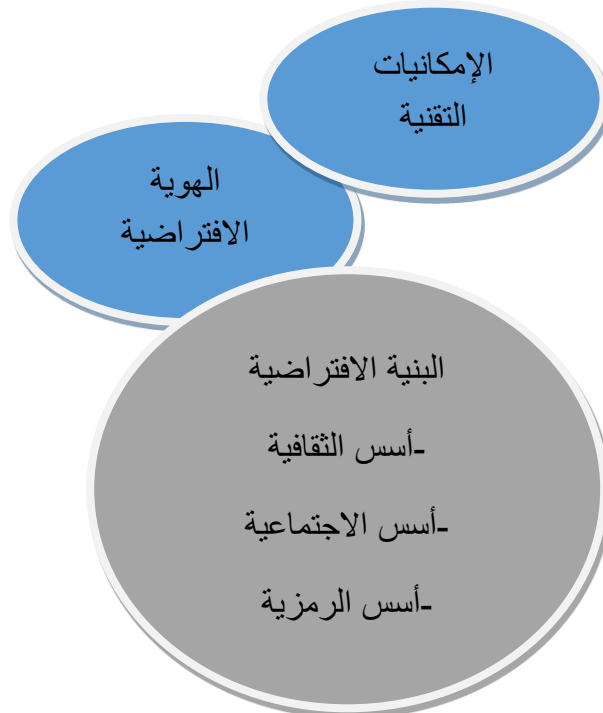 الإمكانيات
التقنية
الهوية
الافتراضية
البنية الافتراضية
-أسس الثقافية
-أسس الاجتماعية
-أسس الرمزية